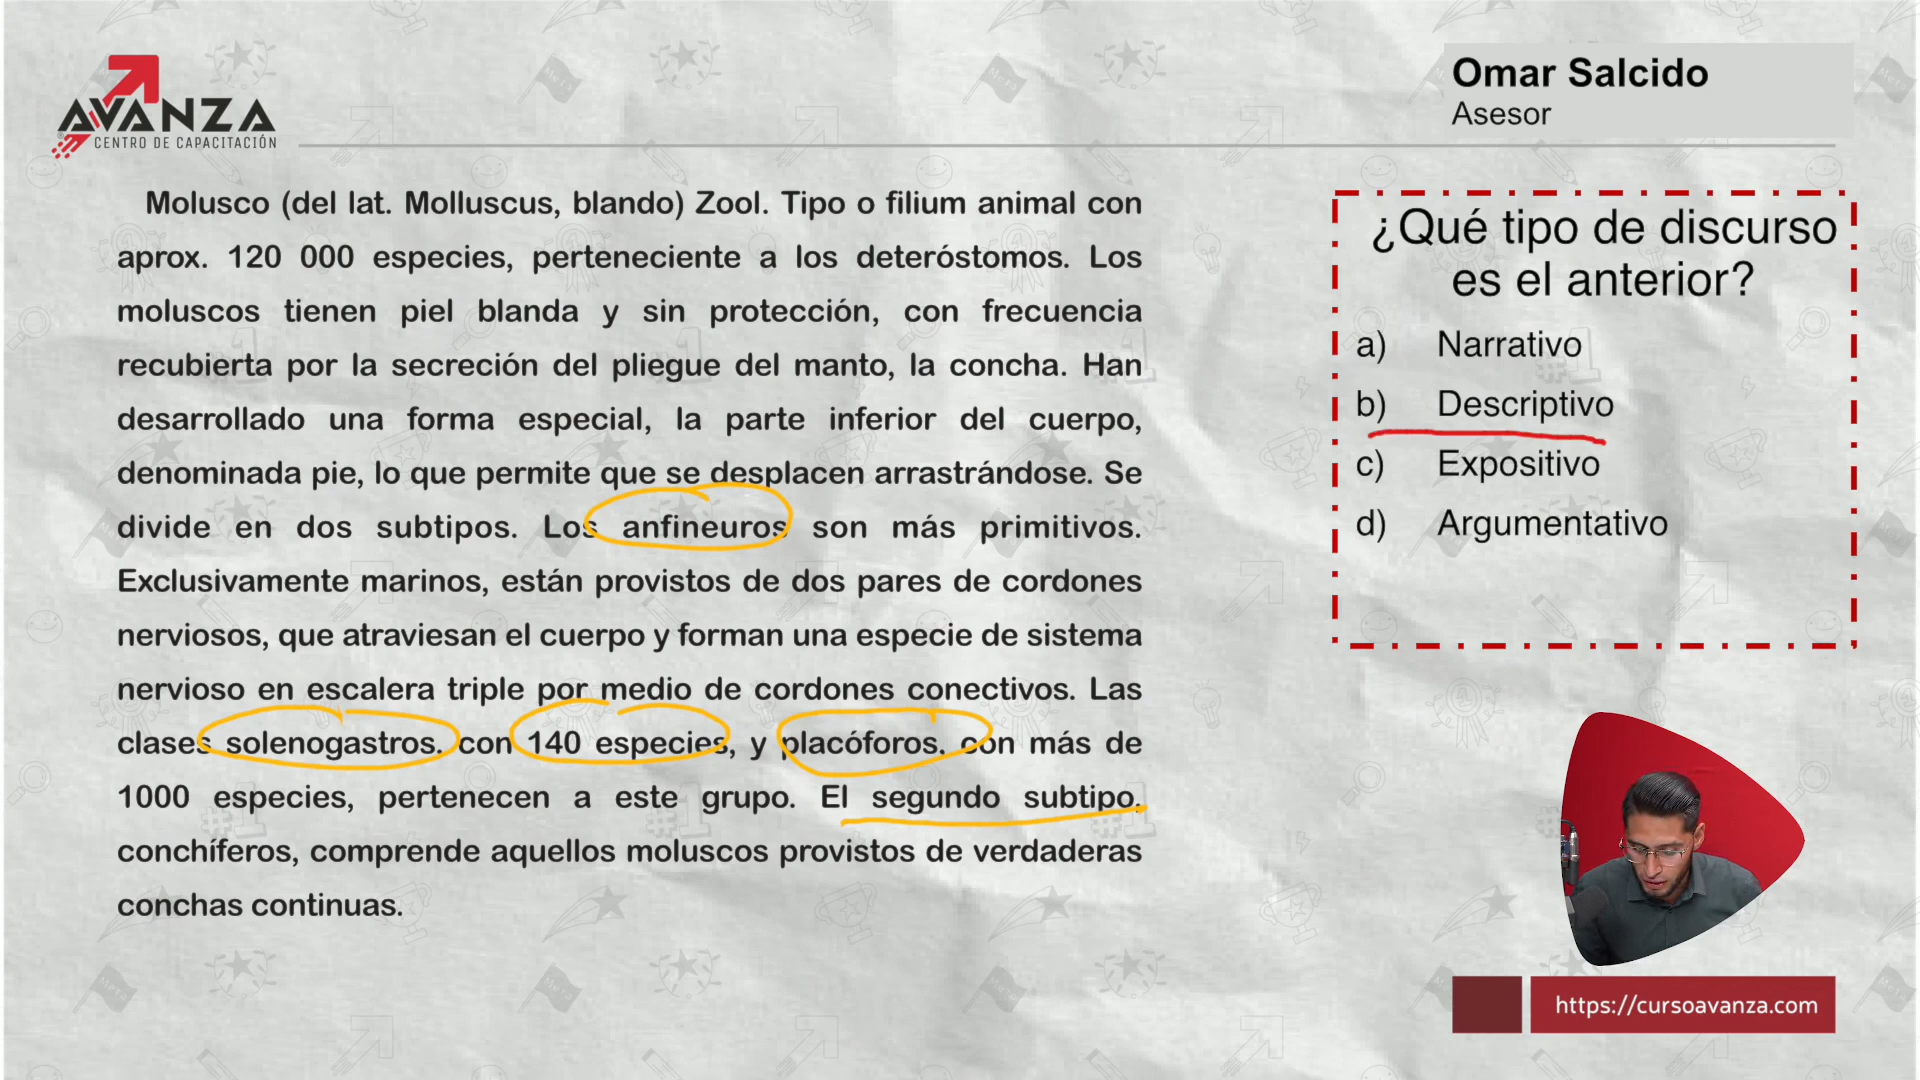 AVANZA
CENTRO DE CAPACITACIÓN
Omar Salcido
Asesor
Molusco (del lat. Molluscus, blando) Zool. Tipo o filium animal con
aprox. 120 000 especies, perteneciente a los deteróstomos. Los
moluscos tienen piel blanda y sin protección, con frecuencia
recubierta por la secreción del pliegue del manto, la concha. Han
desarrollado una forma especial, la parte inferior del cuerpo,
denominada pie, lo que permite que se desplacen arrastrándose. Se
divide en dos subtipos. Los anfineuros son más primitivos.
Exclusivamente marinos, están provistos de dos pares de cordones
nerviosos, que atraviesan el cuerpo y forman una especie de sistema
nervioso en escalera triple por medio de cordones conectivos. Las
clases solenogastros, con 140 especies, y placóforos, con más de
1000 especies, pertenecen a este grupo. El segundo subtipo,
conchíferos, comprende aquellos moluscos provistos de verdaderas
conchas continuas.
¿Qué tipo de discurso
es el anterior?
a) Narrativo
b) Descriptivo
c) Expositivo
d) Argumentativo
https://cursoavanza.com